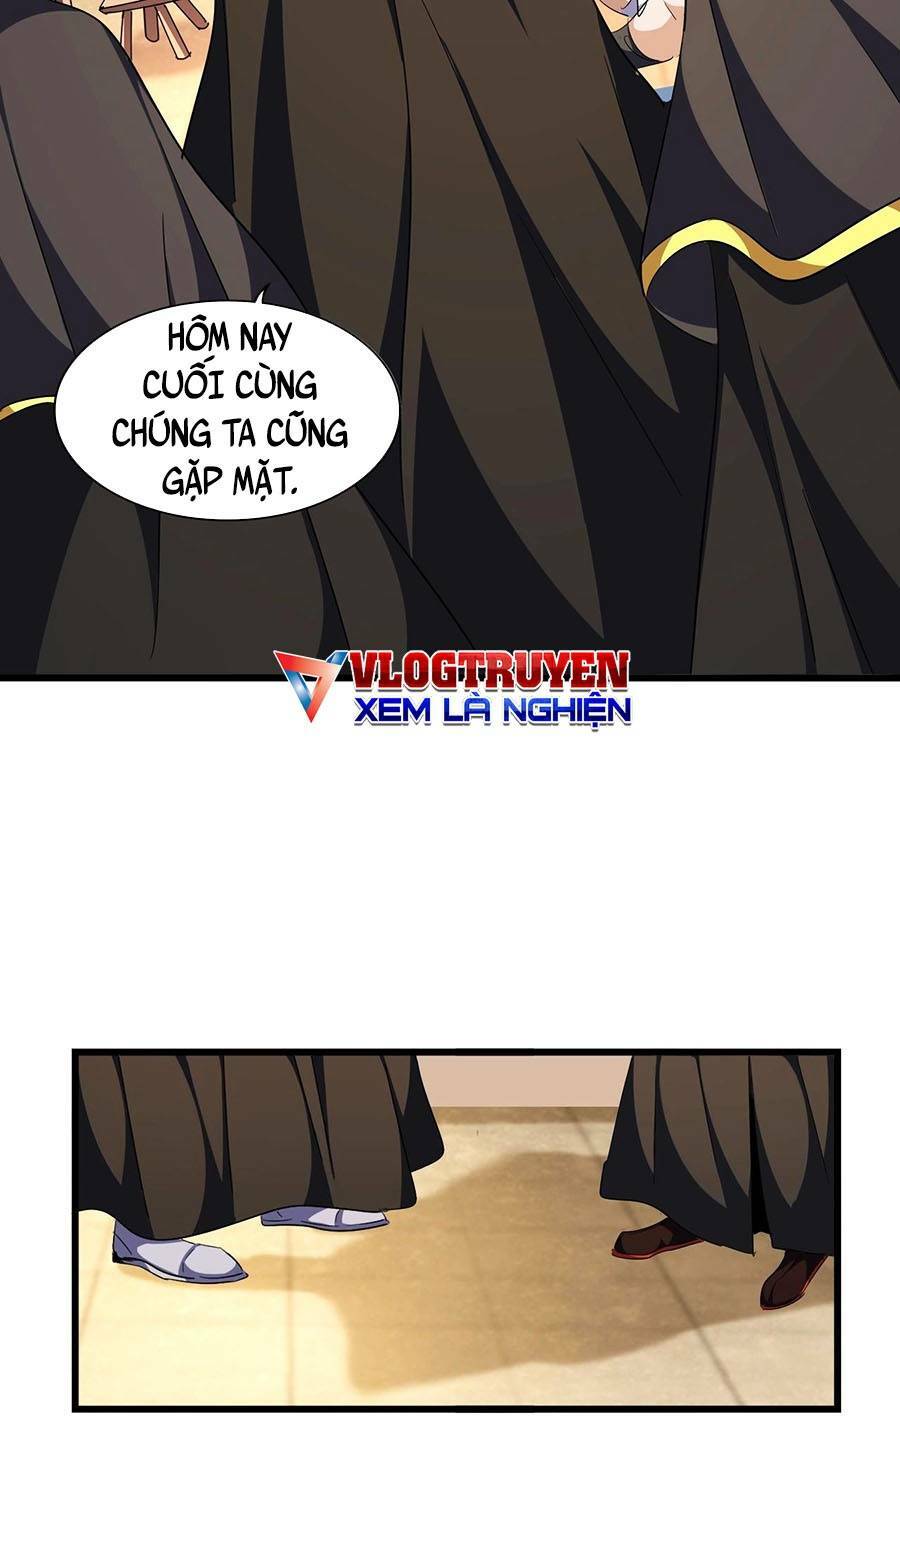 HÔM NAY
CUỐI CÙNG
CHÚNG TA CŨNG
GẶP MẶT.
VLOGTRUYEN
XEM LÀ NGHIỆN